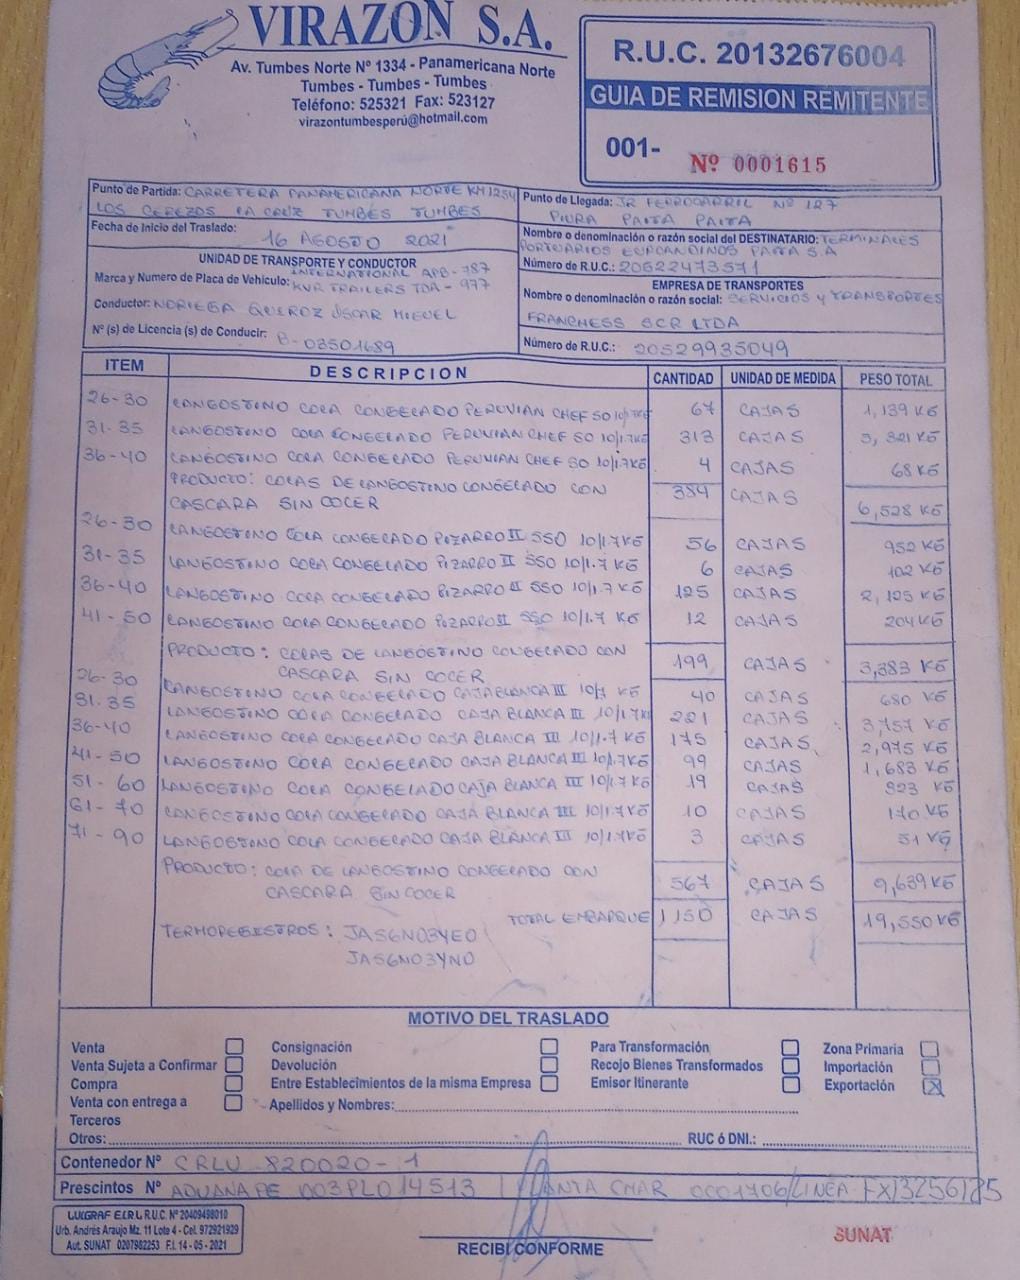 VIRAZON S.A.
Av. Tumbes Norte Nº 1334 - Panamericana Norte
Tumbes - Tumbes - Tumbes
Teléfono: 525321 Fax: 523127
virazontumbesperú@hotmail.com
R.U.C. 20132676004
GUIA DE REMISION REMITENTE
001- Nº 0001615
Punto de Partida: CARRETERA PANAMERICANA NORTE KM 1254
LOS CEREZOS LA CRUZ TUMBES TUMBES
Fecha de Inicio del Traslado: 16 AGOSTO 2021
Punto de Llegada: JR FERROCARRIL Nº 127
PIURA PAITA PAITA
Nombre o denominación o razón social del DESTINATARIO: TERMINALES
PORTUARIOS EUROANDINOS PAITA S.A
Número de R.U.C.: 20522473571
UNIDAD DE TRANSPORTE Y CONDUCTOR
Marca y Numero de Placa de Vehículo: INTERNATIONAL APB-787
KVR TRAILERS TDA-977
Conductor: NORIEGA QUEROZ OSCAR MIGUEL
Nº (s) de Licencia (s) de Conducir: B-03501689
EMPRESA DE TRANSPORTES
Nombre o denominación o razón social: SERVICIOS Y TRANSPORTES
FRANCHESS SCR LTDA
Número de R.U.C.: 20529935049
ITEM DESCRIPCION CANTIDAD UNIDAD DE MEDIDA PESO TOTAL
26-30 LANGOSTINO COLA CONGELADO PERUVIAN CHEF SO 10/1.7KG 67 CAJAS 1,139 KG
31-35 LANGOSTINO COLA CONGELADO PERUVIAN CHEF SO 10/1.7KG 313 CAJAS 5,321 KG
36-40 LANGOSTINO COLA CONGELADO PERUVIAN CHEF SO 10/1.7KG 4 CAJAS 68 KG
PRODUCTO: COLAS DE LANGOSTINO CONGELADO CON 384 CAJAS
CASCARA SIN COCER 6,528 KG
26-30 LANGOSTINO COLA CONGELADO PIZARRO II SSO 10/1.7 KG 56 CAJAS 952 KG
31-35 LANGOSTINO COLA CONGELADO PIZARRO II SSO 10/1.7 KG 6 CAJAS 102 KG
36-40 LANGOSTINO COLA CONGELADO PIZARRO II SSO 10/1.7 KG 125 CAJAS 2,125 KG
41-50 LANGOSTINO COLA CONGELADO PIZARRO II SSO 10/1.7 KG 12 CAJAS 204 KG
PRODUCTO: COLAS DE LANGOSTINO CONGELADO CON 199 CAJAS 3,383 KG
CASCARA SIN COCER
26-30 LANGOSTINO COLA CONGELADO CAJA BLANCA III 10/7 KG 40 CAJAS 680 KG
31-35 LANGOSTINO COLA CONGELADO CAJA BLANCA III 10/1.7KG 221 CAJAS 3,757 KG
36-40 LANGOSTINO COLA CONGELADO CAJA BLANCA III 10/1.7 KG 175 CAJAS 2,975 KG
41-50 LANGOSTINO COLA CONGELADO CAJA BLANCA III 10/1.7KG 99 CAJAS 1,683 KG
51-60 LANGOSTINO COLA CONGELADO CAJA BLANCA III 10/1.7KG 19 CAJAS 323 KG
61-70 LANGOSTINO COLA CONGELADO CAJA BLANCA III 10/1.7KG 10 CAJAS 170 KG
71-90 LANGOSTINO COLA CONGELADO CAJA BLANCA III 10/1.7KG 3 CAJAS 51 KG
PRODUCTO: COLA DE LANGOSTINO CONGELADO CON 567 CAJAS 9,639 KG
CASCARA SIN COCER
TOTAL EMBARQUE 1150 CAJAS 19,550 KG
TERMOREGISTROS: JAS6N03YE0
JAS6N03YN0
MOTIVO DEL TRASLADO
Venta Consignación Para Transformación Zona Primaria
Venta Sujeta a Confirmar Devolución Recojo Bienes Transformados Importación
Compra Entre Establecimientos de la misma Empresa Emisor Itinerante Exportación X
Venta con entrega a Terceros Apellidos y Nombres:
Otros: RUC ó DNI.:
Contenedor Nº CRLU 820020-1
Prescintos Nº ADUANA PE 003PL014513 / MANTA CMAR 0001706/LINEA FX13256125
LUIGRAF E.I.R.L R.U.C. Nº 20409498010
Urb. Andrés Araujo Mz. 11 Lote 4 - Cel. 972921929
Aut. SUNAT 0207982253 F.I. 14-05-2021
RECIBI CONFORME
SUNAT